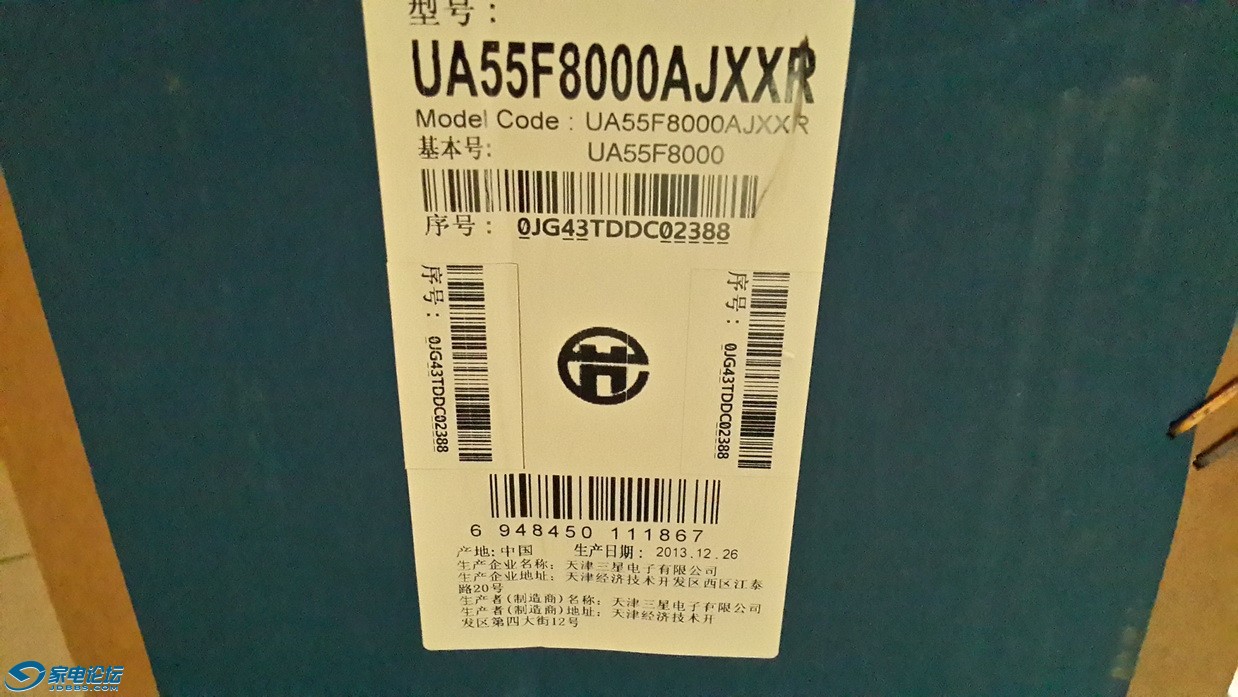 型号：
UA55F8000AJXXR
Model Code : UA55F8000AJXXR
基本号: UA55F8000
序号： 0JG43TDDC02388
序号： 0JG43TDDC02388
序号： 0JG43TDDC02388
6 948450 111867
产地: 中国 生产日期： 2013.12.26
生产企业名称： 天津三星电子有限公司
生产企业地址： 天津经济技术开发区西区江泰
路20号
生产者(制造商)名称： 天津三星电子有限公司
生产者(制造商)地址： 天津经济技术开
发区第四大街12号
家电论坛
JDBBS.COM